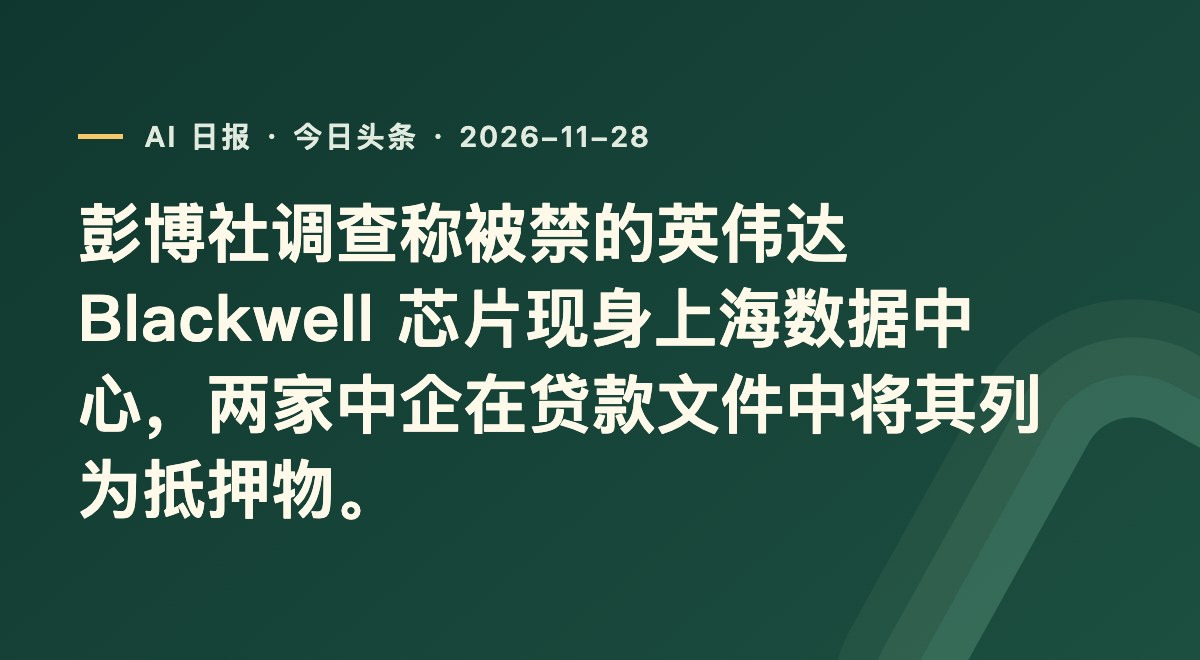 AI 日报 · 今日头条 · 2026-11-28
彭博社调查称被禁的英伟达
Blackwell 芯片现身上海数据中
心，两家中企在贷款文件中将其列
为抵押物。